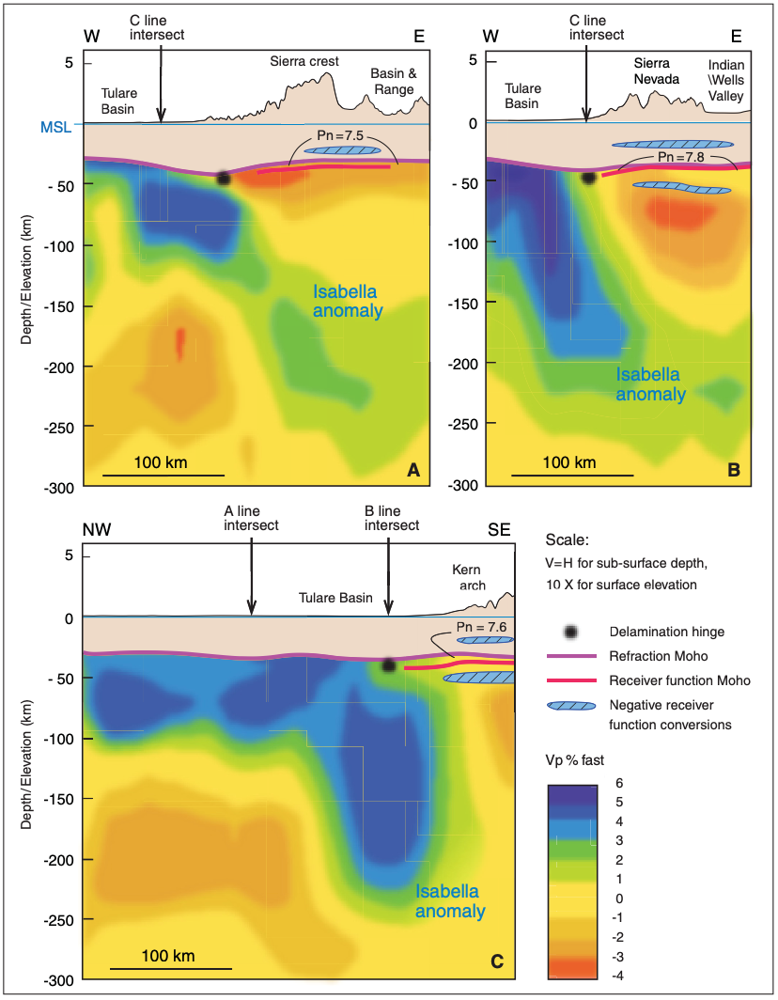 C line
intersect
W
E
5
Sierra crest
Tulare
Basin
Basin &
Range
MSL
Pn=7.5
- 50
-100
-150
-200
-250
-300
Depth/Elevation (km)
Isabella
anomaly
100 km
A
C line
intersect
W
E
5
Tulare
Basin
Sierra
Nevada
Indian
Wells
Valley
0
Pn=7.8
-50
-100
-150
-200
-250
-300
Isabella
anomaly
100 km
B
A line
intersect
B line
intersect
NW
SE
5
Kern
arch
Tulare Basin
0
Pn = 7.6
- 50
-100
-150
-200
-250
-300
Depth/Elevation (km)
Isabella
anomaly
100 km
C
Scale:
V=H for sub-surface depth,
10 X for surface elevation
Delamination hinge
Refraction Moho
Receiver function Moho
Negative receiver
function conversions
Vp % fast
6
5
4
3
2
1
0
-1
-2
-3
-4